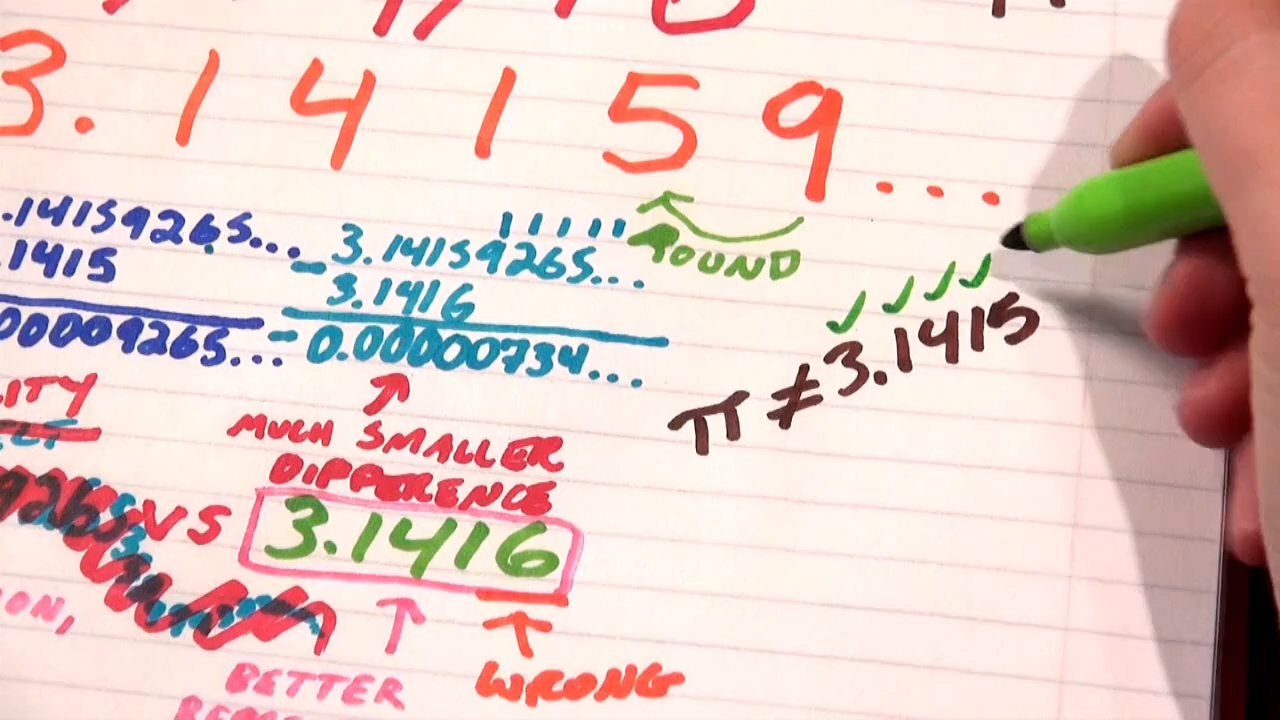 3.14159...
.14159265...
.1415
00009265...
3.14159265...
- 3.1416
- 0.00000734...
ROUND
π ≠ 3.1415
MUCH SMALLER
DIFFERENCE
VS 3.1416
BETTER
WRONG